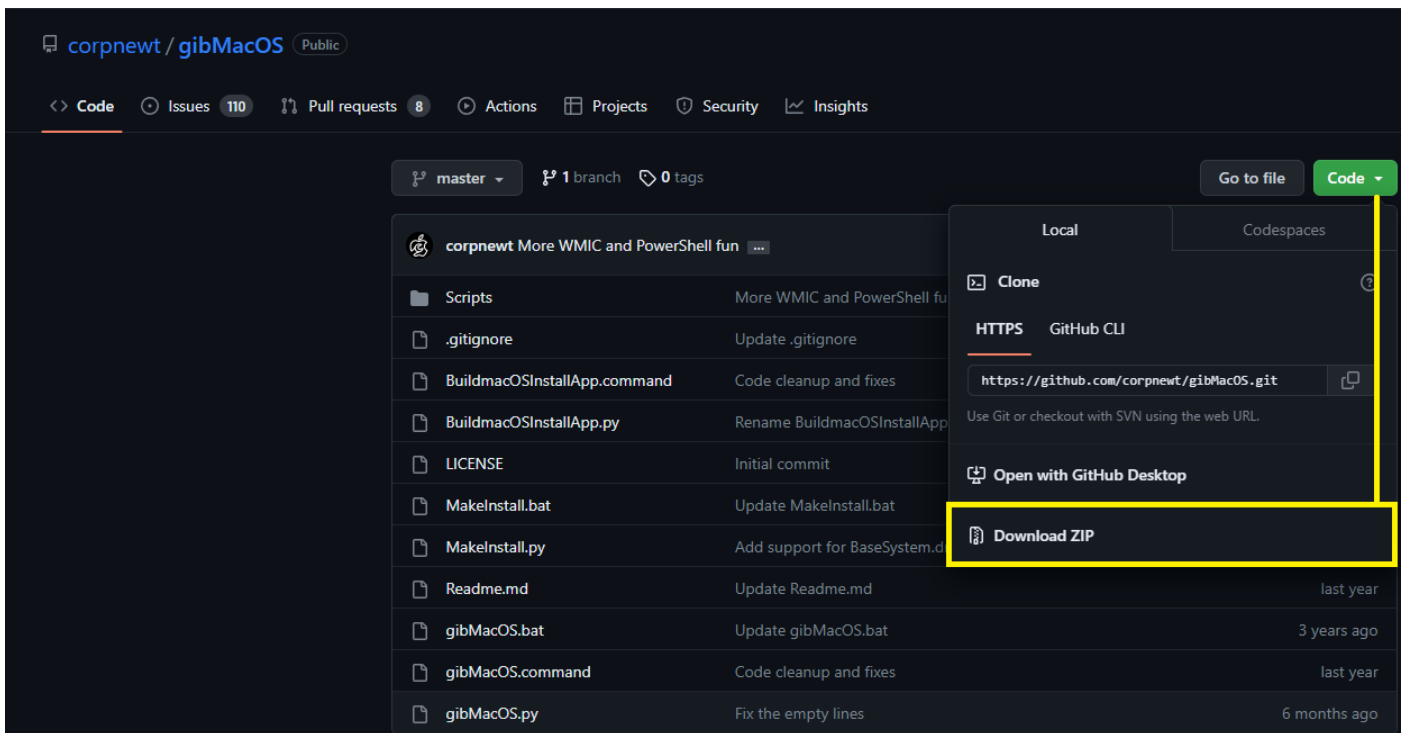 corpnewt / gibMacOS Public
Code Issues 110 Pull requests 8 Actions Projects Security Insights
master 1 branch 0 tags Go to file Code
corpnewt More WMIC and PowerShell fun ...
Local Codespaces
Clone
HTTPS GitHub CLI
https://github.com/corpnewt/gibMacOS.git
Use Git or checkout with SVN using the web URL.
Open with GitHub Desktop
Download ZIP
Scripts More WMIC and PowerShell fu
.gitignore Update .gitignore
BuildmacOSInstallApp.command Code cleanup and fixes
BuildmacOSInstallApp.py Rename BuildmacOSInstallApp
LICENSE Initial commit
MakeInstall.bat Update MakeInstall.bat
MakeInstall.py Add support for BaseSystem.d
Readme.md Update Readme.md last year
gibMacOS.bat Update gibMacOS.bat 3 years ago
gibMacOS.command Code cleanup and fixes last year
gibMacOS.py Fix the empty lines 6 months ago